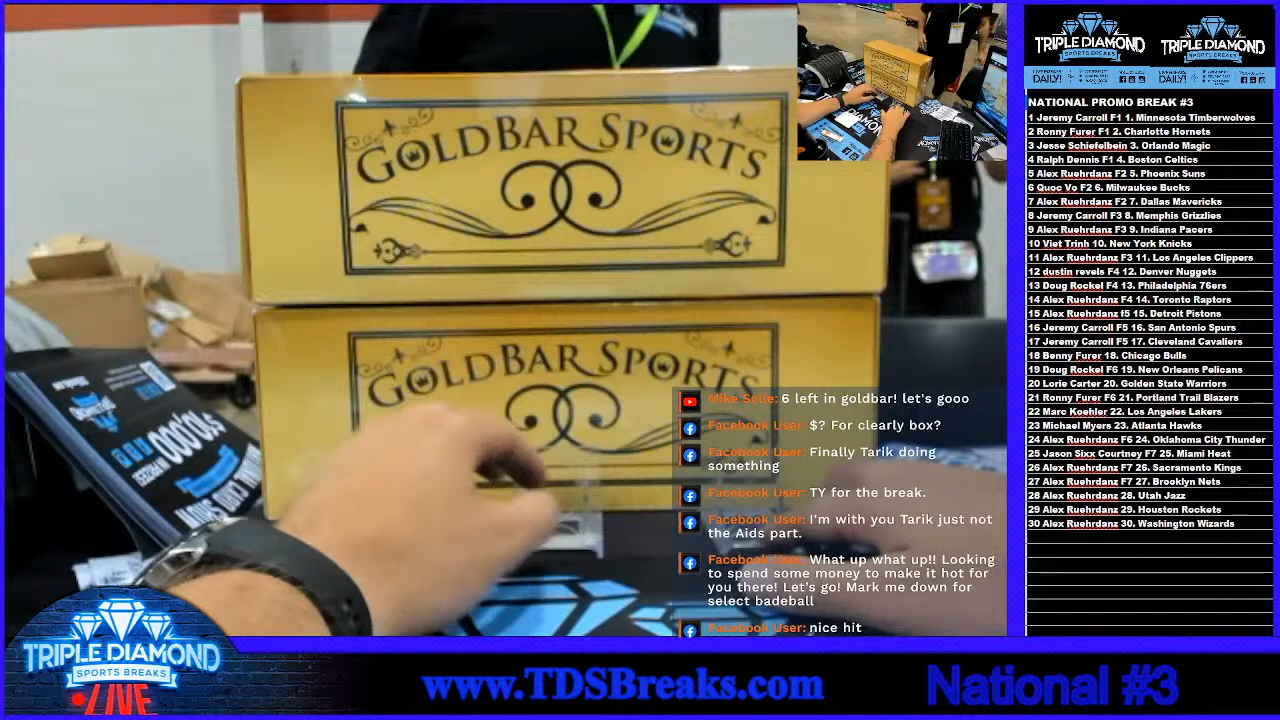 GOLDBAR SPORTS
GOLDBAR SPORTS
Mike Solie: 6 left in goldbar! let's gooo
Facebook User: $? For clearly box?
Facebook User: Finally Tarik doing
something
Facebook User: TY for the break.
Facebook User: I'm with you Tarik just not
the Aids part.
Facebook User: What up what up!! Looking
to spend some money to make it hot for
you there! Let's go! Mark me down for
select badeball
Facebook User: nice hit
$10,000
TRIPLE DIAMOND
SPORTS BREAKS
LIVE
www.TDSBreaks.com
National #3
TRIPLE DIAMOND
SPORTS BREAKS
TRIPLE DIAMOND
SPORTS BREAKS
LIVE BREAKS
DAILY!
LIVE BREAKS
DAILY!
NATIONAL PROMO BREAK #3
1 Jeremy Carroll F1 1. Minnesota Timberwolves
2 Ronny Furer F1 2. Charlotte Hornets
3 Jesse Schiefelbein 3. Orlando Magic
4 Ralph Dennis F1 4. Boston Celtics
5 Alex Ruehrdanz F2 5. Phoenix Suns
6 Quoc Vo F2 6. Milwaukee Bucks
7 Alex Ruehrdanz F2 7. Dallas Mavericks
8 Jeremy Carroll F3 8. Memphis Grizzlies
9 Alex Ruehrdanz F3 9. Indiana Pacers
10 Viet Trinh 10. New York Knicks
11 Alex Ruehrdanz F3 11. Los Angeles Clippers
12 dustin revels F4 12. Denver Nuggets
13 Doug Rockel F4 13. Philadelphia 76ers
14 Alex Ruehrdanz F4 14. Toronto Raptors
15 Alex Ruehrdanz f5 15. Detroit Pistons
16 Jeremy Carroll F5 16. San Antonio Spurs
17 Jeremy Carroll F5 17. Cleveland Cavaliers
18 Benny Furer 18. Chicago Bulls
19 Doug Rockel F6 19. New Orleans Pelicans
20 Lorie Carter 20. Golden State Warriors
21 Ronny Furer F6 21. Portland Trail Blazers
22 Marc Koehler 22. Los Angeles Lakers
23 Michael Myers 23. Atlanta Hawks
24 Alex Ruehrdanz F6 24. Oklahoma City Thunder
25 Jason Sixx Courtney F7 25. Miami Heat
26 Alex Ruehrdanz F7 26. Sacramento Kings
27 Alex Ruehrdanz F7 27. Brooklyn Nets
28 Alex Ruehrdanz 28. Utah Jazz
29 Alex Ruehrdanz 29. Houston Rockets
30 Alex Ruehrdanz 30. Washington Wizards